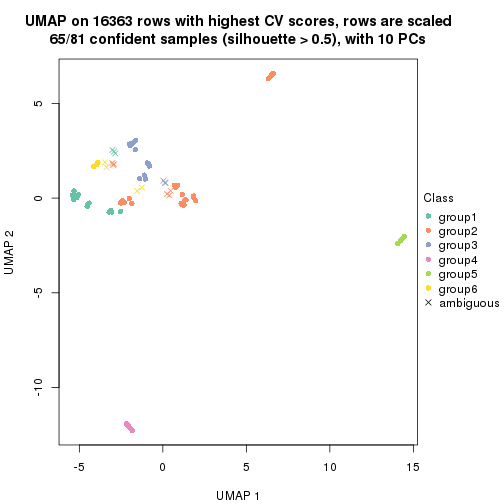 UMAP on 16363 rows with highest CV scores, rows are scaled
65/81 confident samples (silhouette > 0.5), with 10 PCs
5
0
-5
-10
UMAP 2
-5
0
5
10
15
UMAP 1
Class
group1
group2
group3
group4
group5
group6
ambiguous